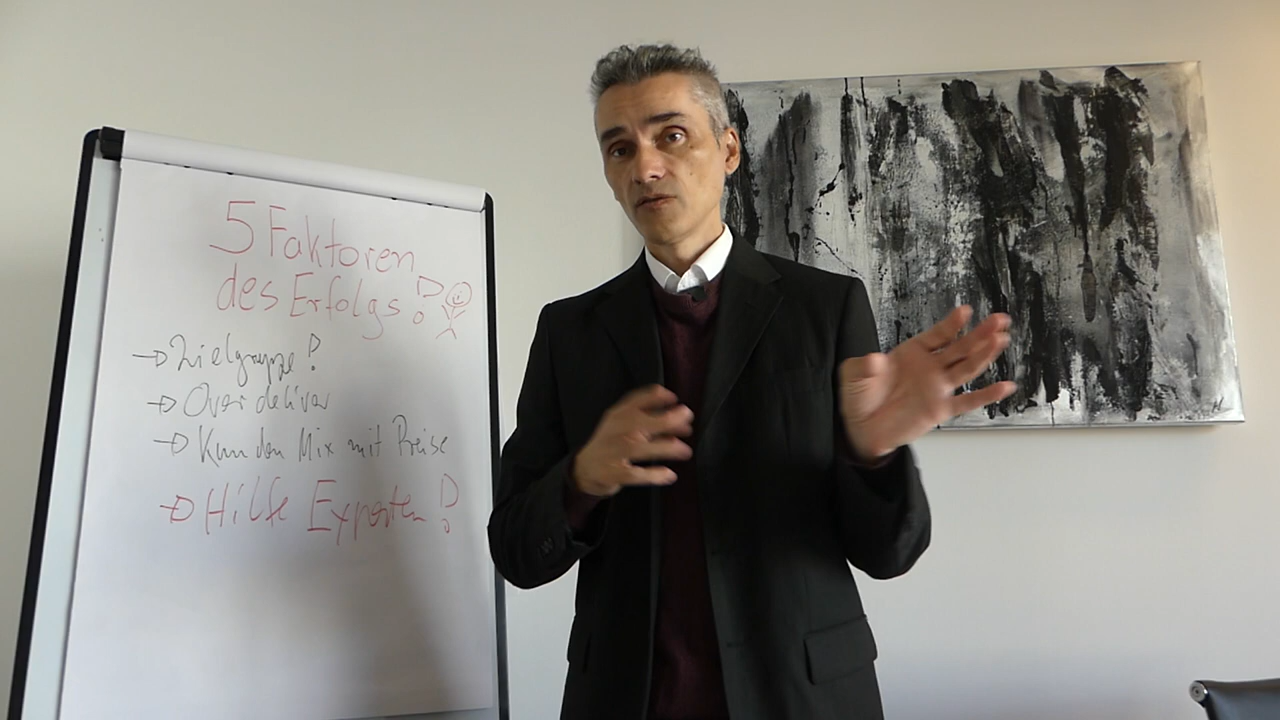 5 Faktoren
des Erfolgs!
→ Zielgruppe!
→ Over deliver
→ Kunden Mix mit Preise
→ Hilfe Experten!